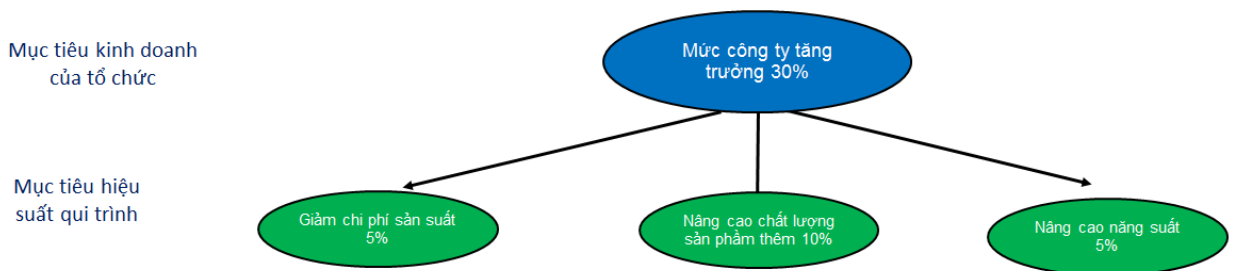 Mục tiêu kinh doanh
của tổ chức
Mức công ty tăng
trưởng 30%
Mục tiêu hiệu
suất qui trình
Giảm chi phí sản suất
5%
Nâng cao chất lượng
sản phẩm thêm 10%
Nâng cao năng suất
5%